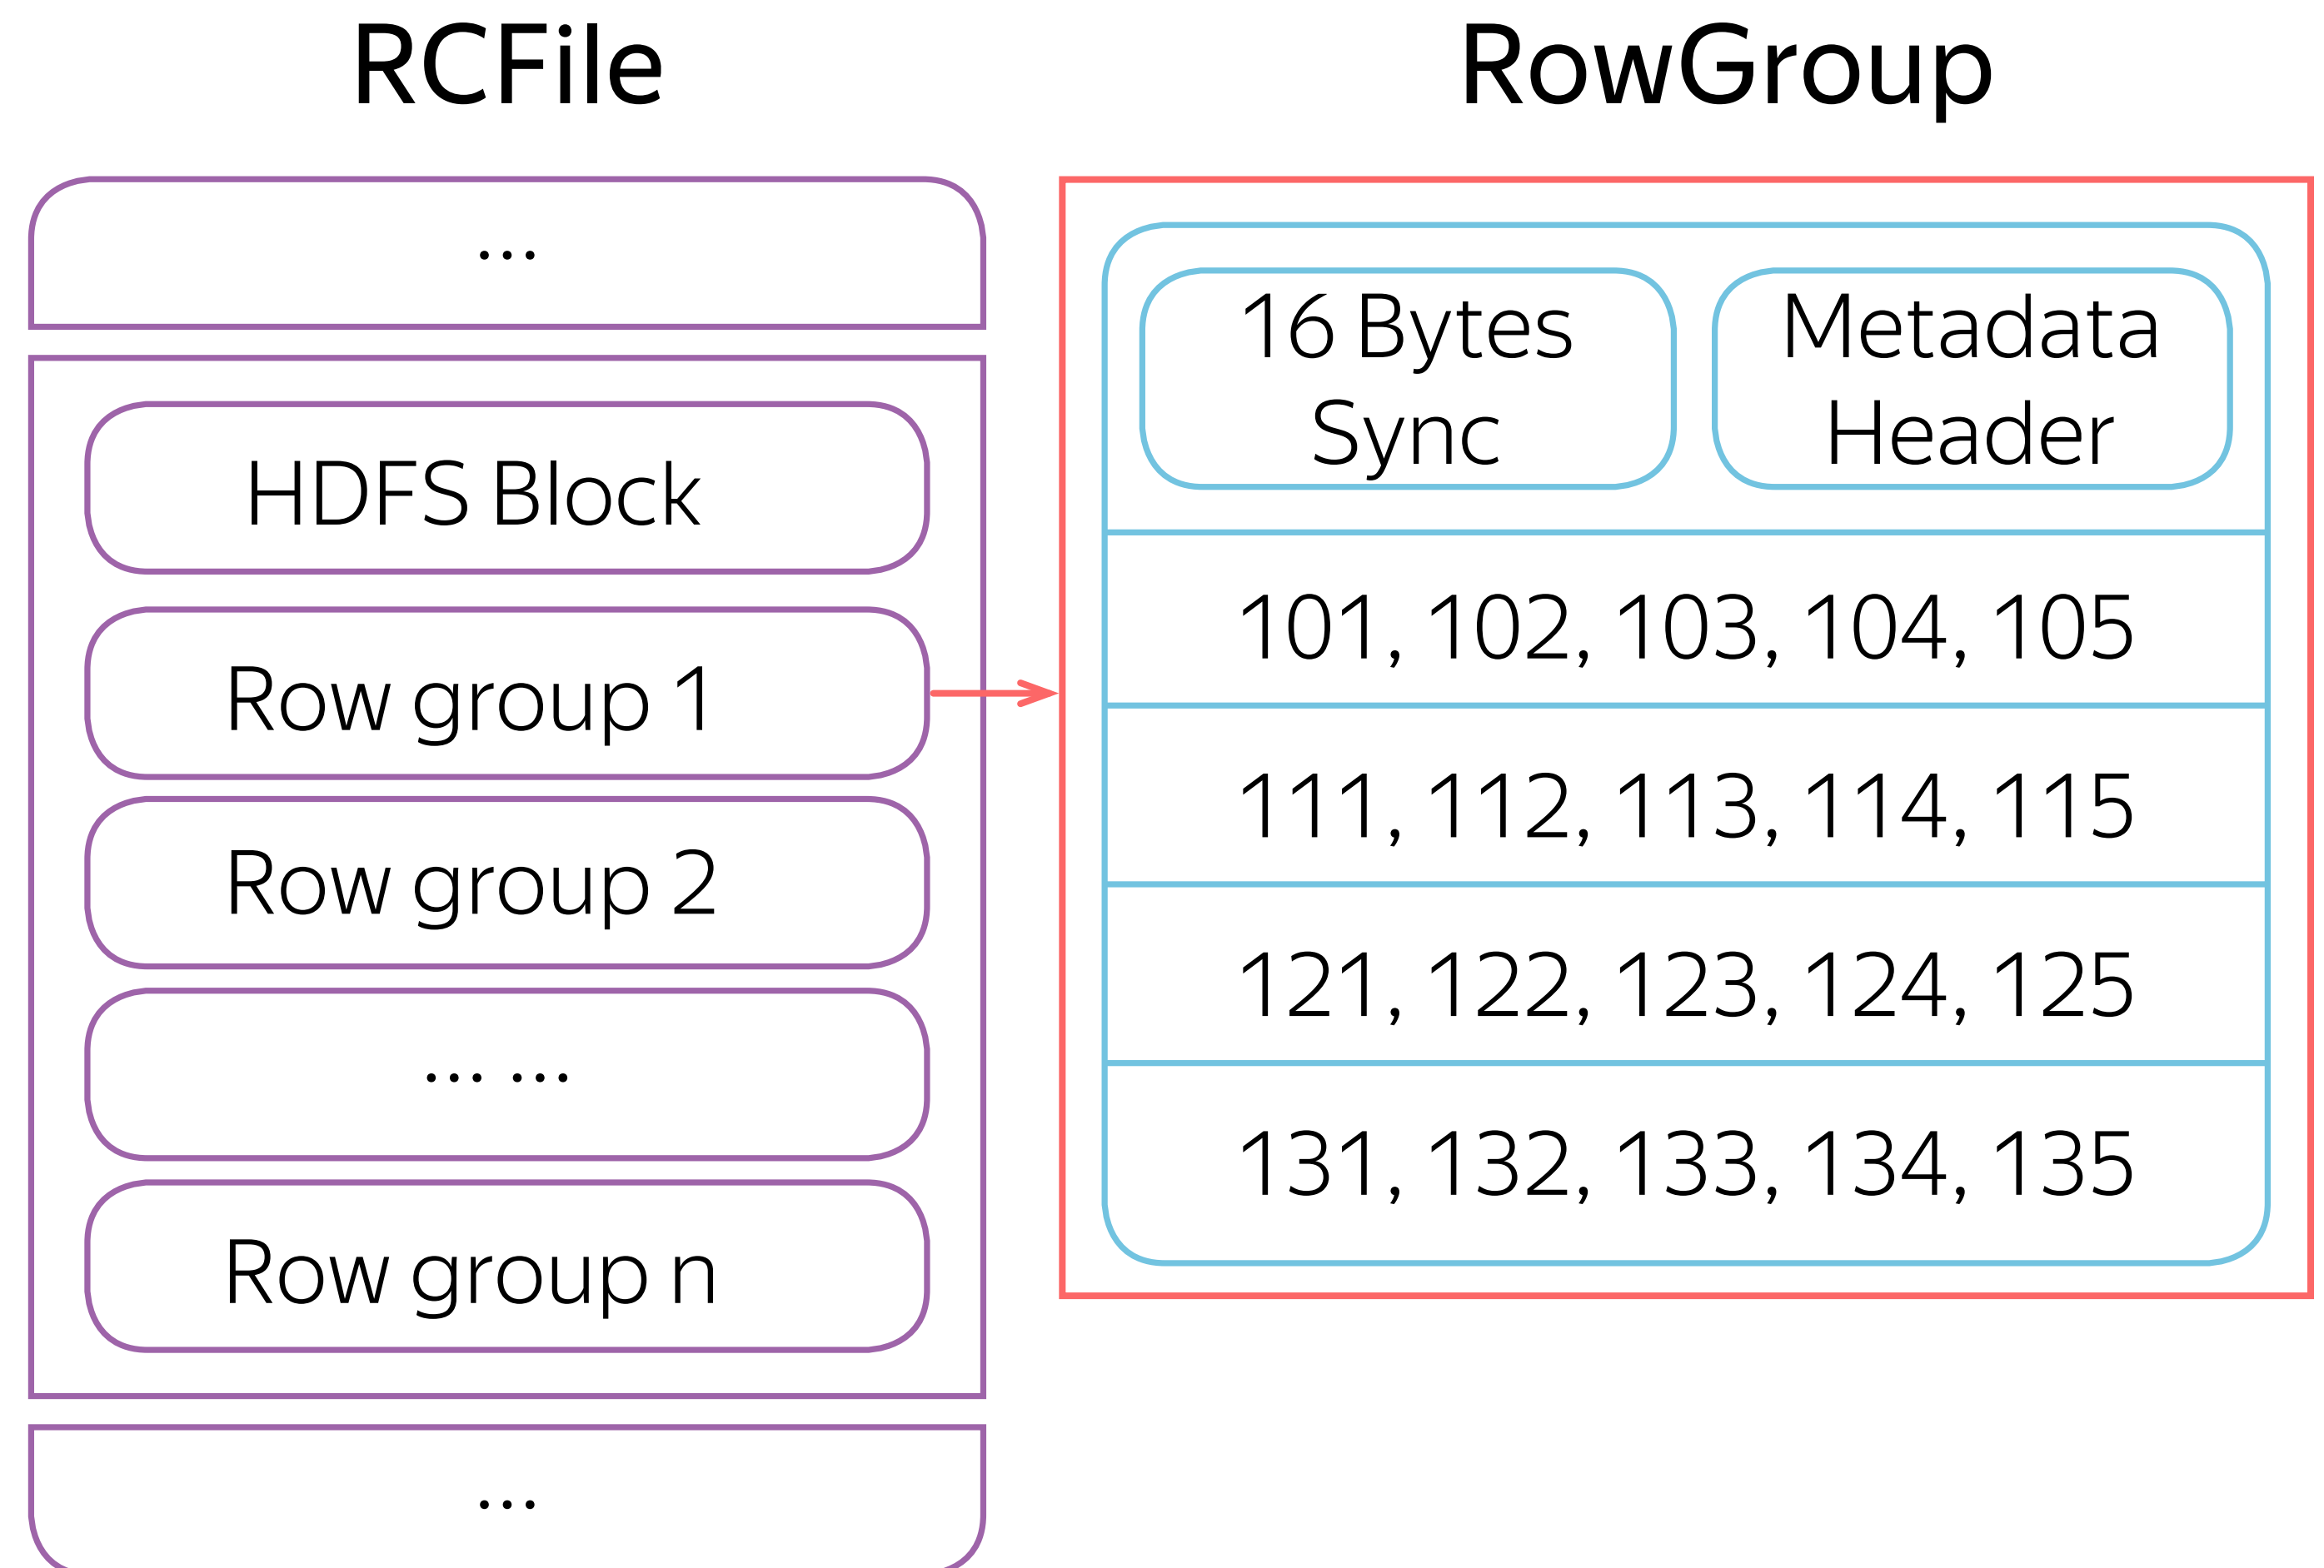 RCFile
...
HDFS Block
Row group 1
Row group 2
... ...
Row group n
...
RowGroup
16 Bytes
Sync
Metadata
Header
101, 102, 103, 104, 105
111, 112, 113, 114, 115
121, 122, 123, 124, 125
131, 132, 133, 134, 135